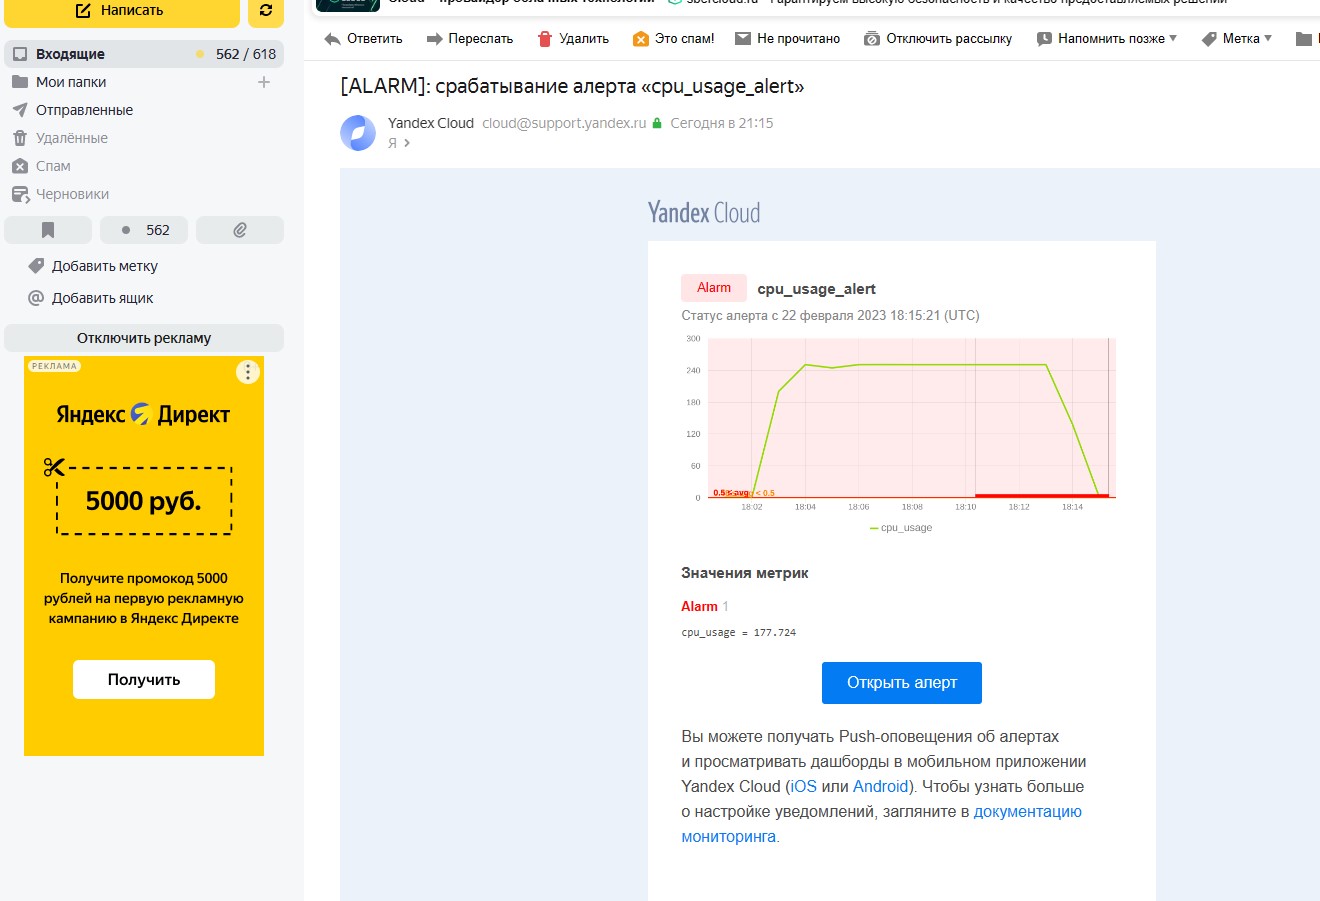 Написать
Входящие 562 / 618
Мои папки
Отправленные
Удалённые
Спам
Черновики
562
Добавить метку
Добавить ящик
Отключить рекламу
РЕКЛАМА
Яндекс Директ
5000 руб.
Получите промокод 5000
рублей на первую рекламную
кампанию в Яндекс Директе
Получить
Ответить Переслать Удалить Это спам! Не прочитано Отключить рассылку Напомнить позже Метка
[ALARM]: срабатывание алерта «cpu_usage_alert»
Yandex Cloud cloud@support.yandex.ru Сегодня в 21:15
Я
Yandex Cloud
Alarm cpu_usage_alert
Статус алерта с 22 февраля 2023 18:15:21 (UTC)
300
240
180
120
60
0
0.5 < avg
< 0.5
18:02 18:04 18:06 18:08 18:10 18:12 18:14
cpu_usage
Значения метрик
Alarm 1
cpu_usage = 177.724
Открыть алерт
Вы можете получать Push-оповещения об алертах
и просматривать дашборды в мобильном приложении
Yandex Cloud (iOS или Android). Чтобы узнать больше
о настройке уведомлений, загляните в документацию
мониторинга.